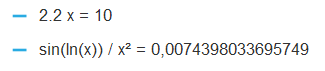 2.2 x = 10
sin(ln(x)) / x² = 0,0074398033695749